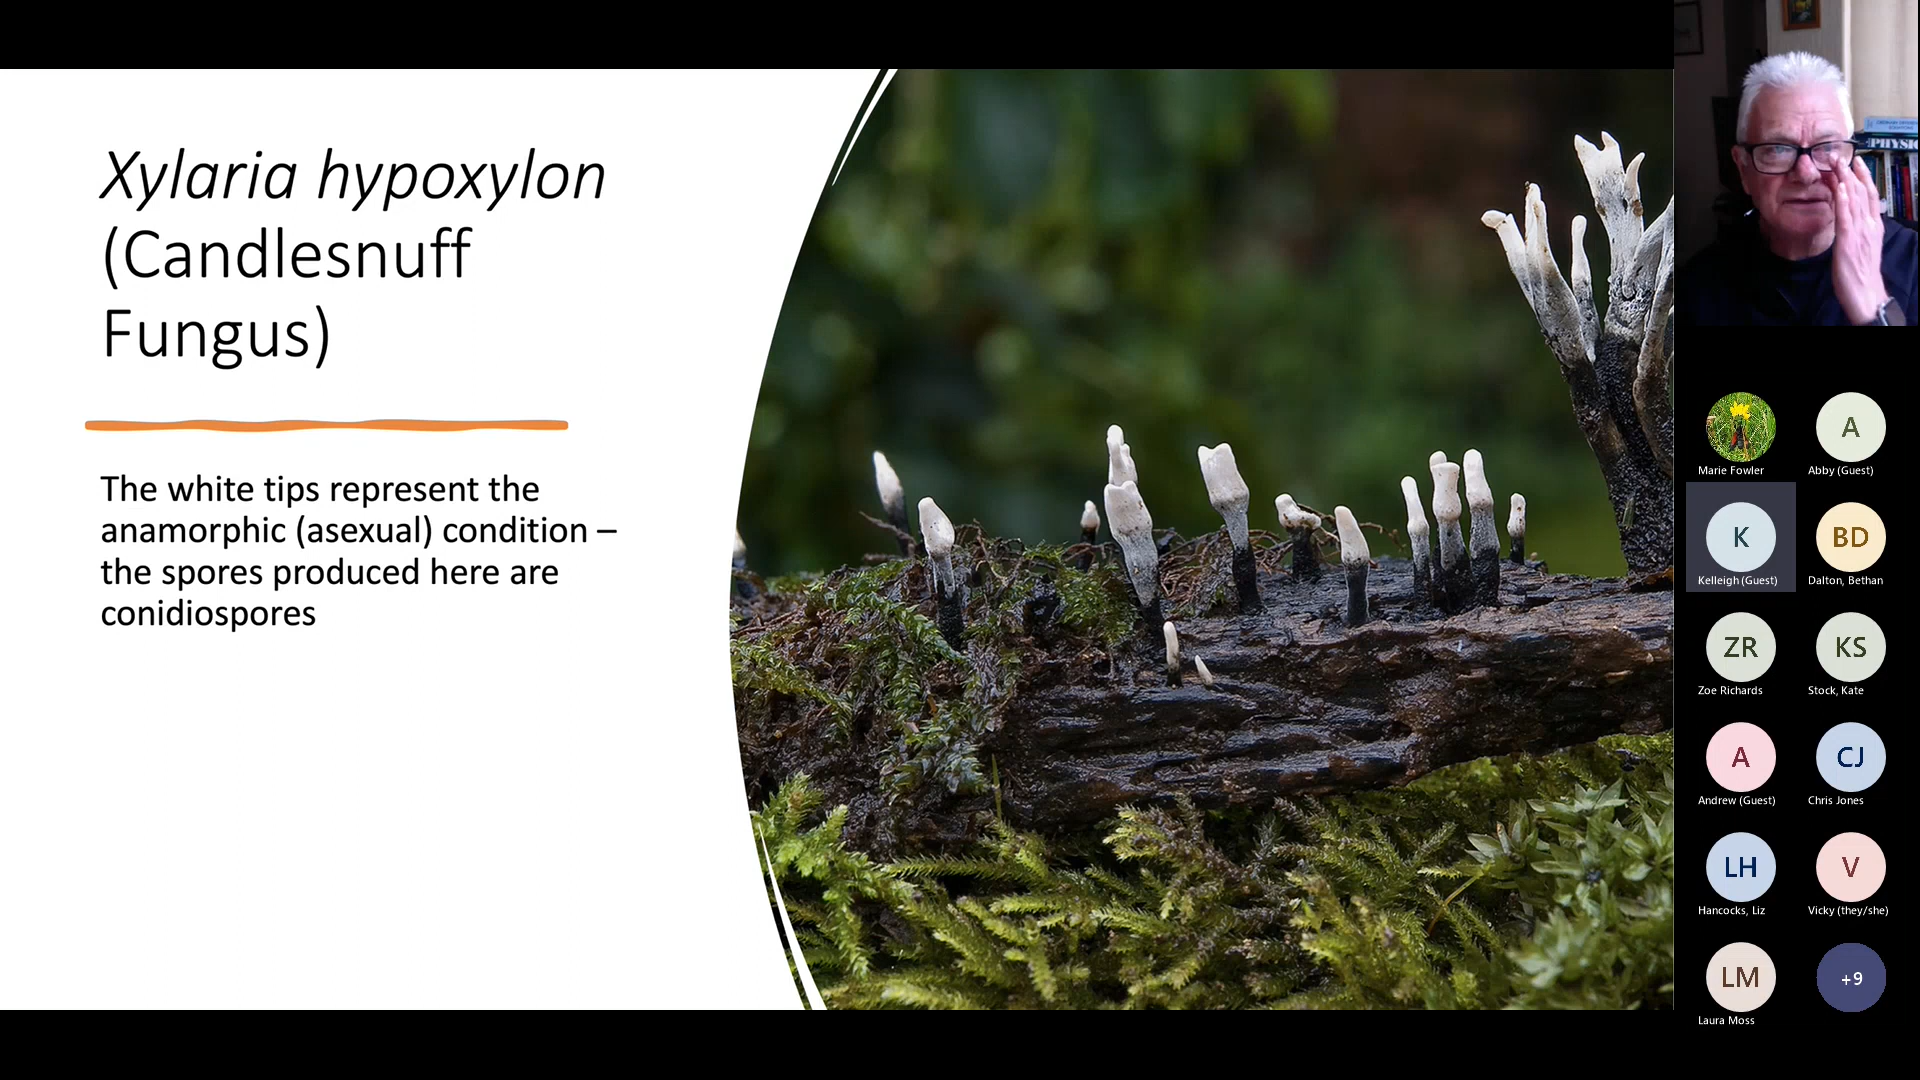 Xylaria hypoxylon
(Candlesnuff
Fungus)
The white tips represent the
anamorphic (asexual) condition –
the spores produced here are
conidiospores
PHYSIC
Marie Fowler
A
Abby (Guest)
K
Kelleigh (Guest)
BD
Dalton, Bethan
ZR
Zoe Richards
KS
Stock, Kate
A
Andrew (Guest)
CJ
Chris Jones
LH
Hancocks, Liz
V
Vicky (they/she)
LM
Laura Moss
+9